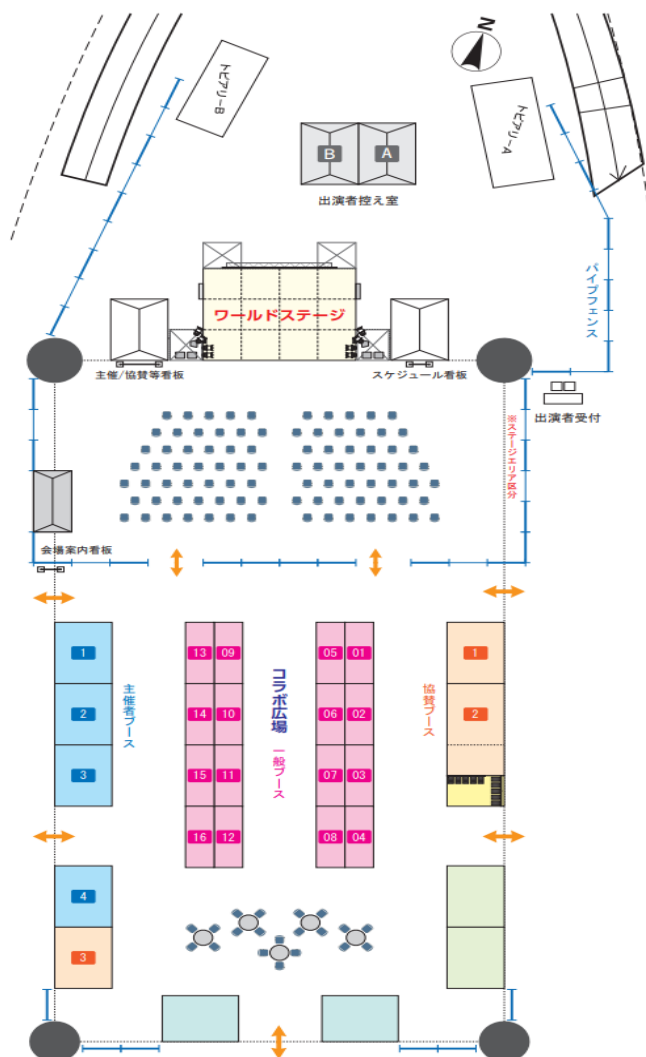 N
トピアリーB
トピアリーA
B
A
出演者控え室
パイプフェンス
ワールドステージ
主催/協賛等看板
スケジュール看板
出演者受付
※ステージエリア区分
会場案内看板
1
2
3
4
3
主催者ブース
13 09
14 10
15 11
16 12
コラボ広場
一般ブース
05 01
06 02
07 03
08 04
協賛ブース
1
2